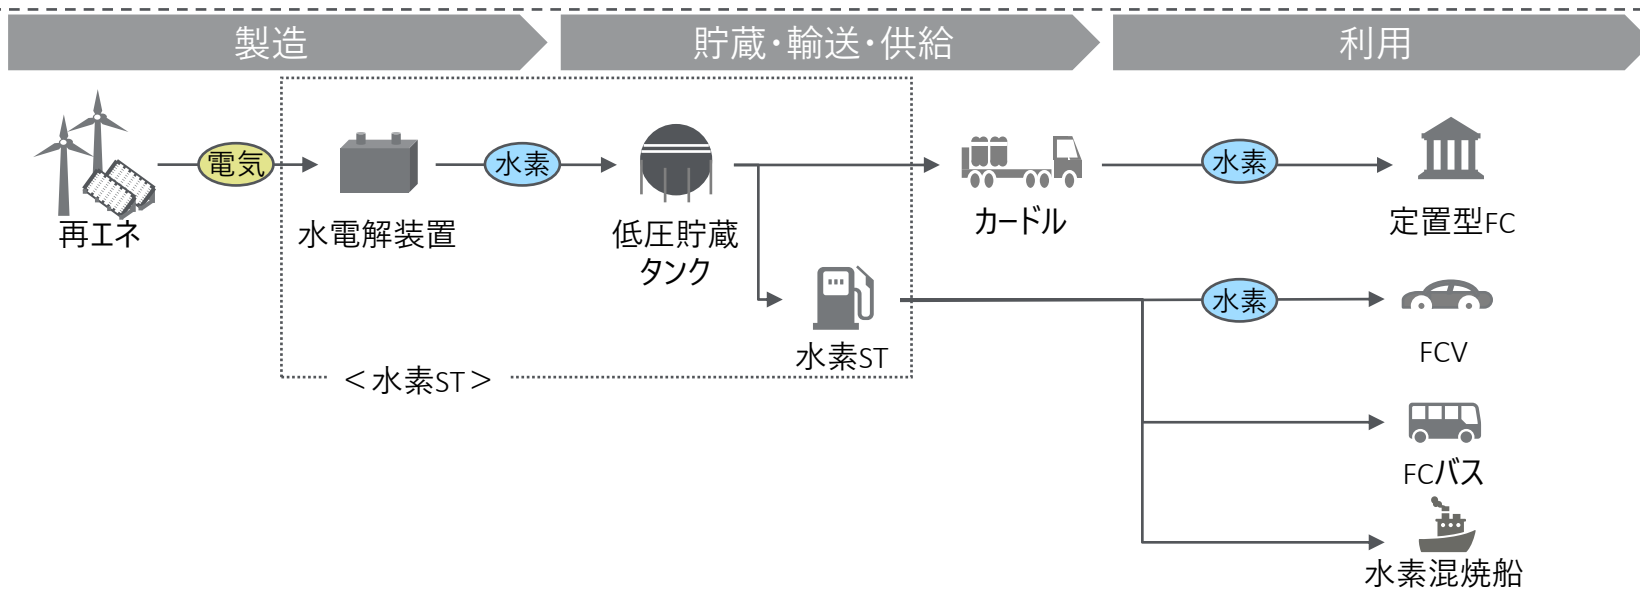 製造
貯蔵・輸送・供給
利用
電気
水素
水素
再エネ
水電解装置
低圧貯蔵
タンク
カードル
定置型FC
水素
水素ST
FCV
＜水素ST＞
FCバス
水素混焼船